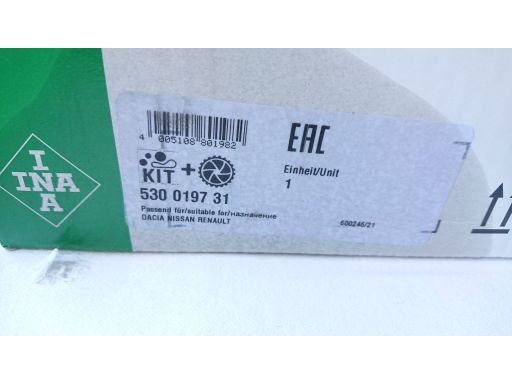 INA
INA
4 005108 801982
EAC
KIT +
Einheit/Unit
1
530 0197 31
Passend für/suitable for/назначение
DACIA NISSAN RENAULT
600246/21